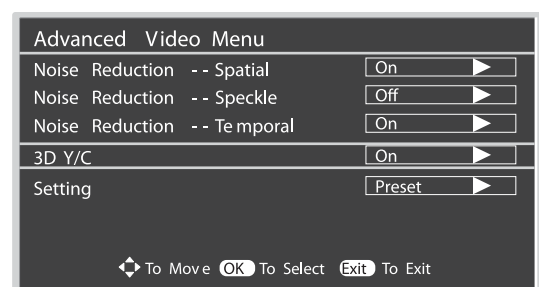 Advanced Video Menu
Noise Reduction -- Spatial On
Noise Reduction -- Speckle Off
Noise Reduction -- Temporal On
3D Y/C On
Setting Preset
To Move OK To Select Exit To Exit